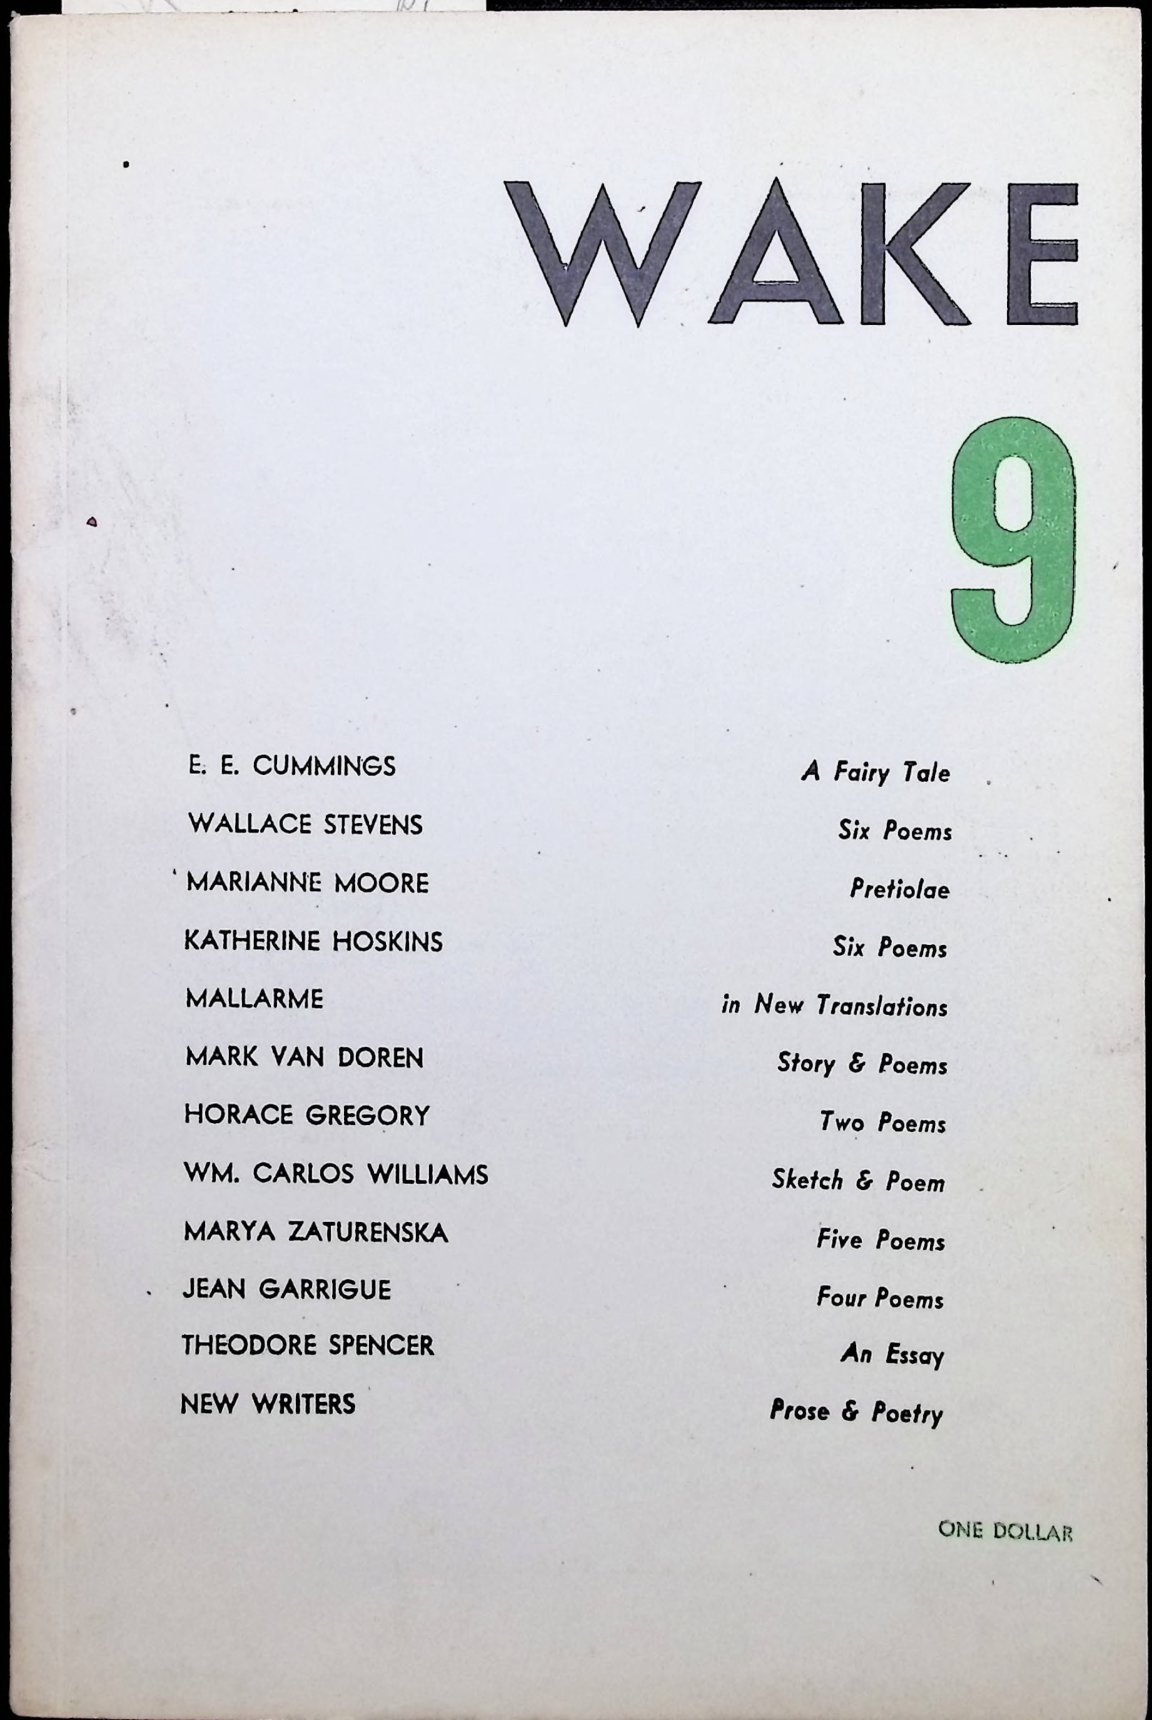 WAKE
9
E. E. CUMMINGS A Fairy Tale
WALLACE STEVENS Six Poems
MARIANNE MOORE Pretiolae
KATHERINE HOSKINS Six Poems
MALLARME in New Translations
MARK VAN DOREN Story & Poems
HORACE GREGORY Two Poems
WM. CARLOS WILLIAMS Sketch & Poem
MARYA ZATURENSKA Five Poems
JEAN GARRIGUE Four Poems
THEODORE SPENCER An Essay
NEW WRITERS Prose & Poetry
ONE DOLLAR